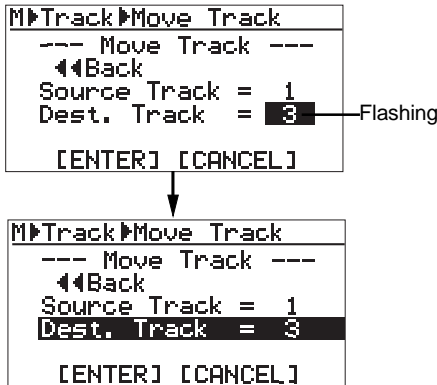 M▶Track▶Move Track
--- Move Track ---
◀◀Back
Source Track = 1
Dest. Track = 3
Flashing
[ENTER] [CANCEL]
M▶Track▶Move Track
--- Move Track ---
◀◀Back
Source Track = 1
Dest. Track = 3
[ENTER] [CANCEL]